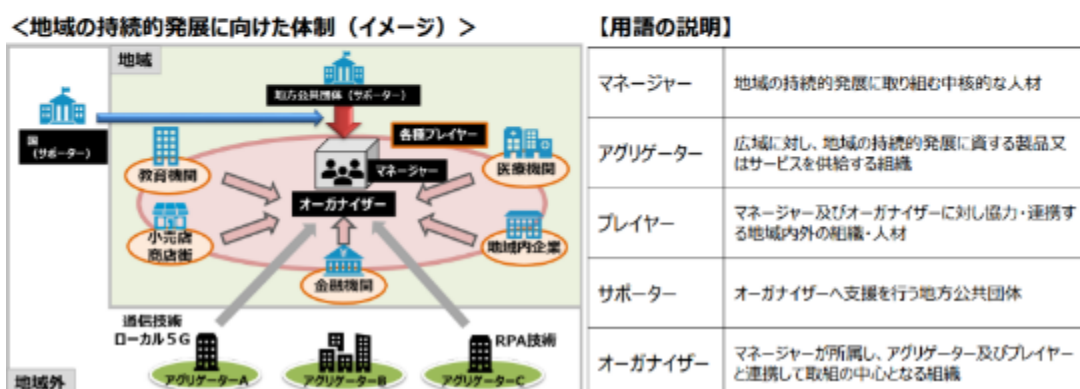 ＜地域の持続的発展に向けた体制（イメージ）＞
地域
地方公共団体（サポーター）
国
（サポーター）
各種プレイヤー
教育機関
マネージャー
医療機関
オーガナイザー
小売店
商店街
地域内企業
金融機関
通信技術
ローカル５G
RPA技術
アグリゲーターA
アグリゲーターB
アグリゲーターC
地域外
【用語の説明】
マネージャー
地域の持続的発展に取り組む中核的な人材
アグリゲーター
広域に対し、地域の持続的発展に資する製品又
はサービスを供給する組織
プレイヤー
マネージャー及びオーガナイザーに対し協力・連携す
る地域内外の組織・人材
サポーター
オーガナイザーへ支援を行う地方公共団体
オーガナイザー
マネージャーが所属し、アグリゲーター及びプレイヤー
と連携して取組の中心となる組織